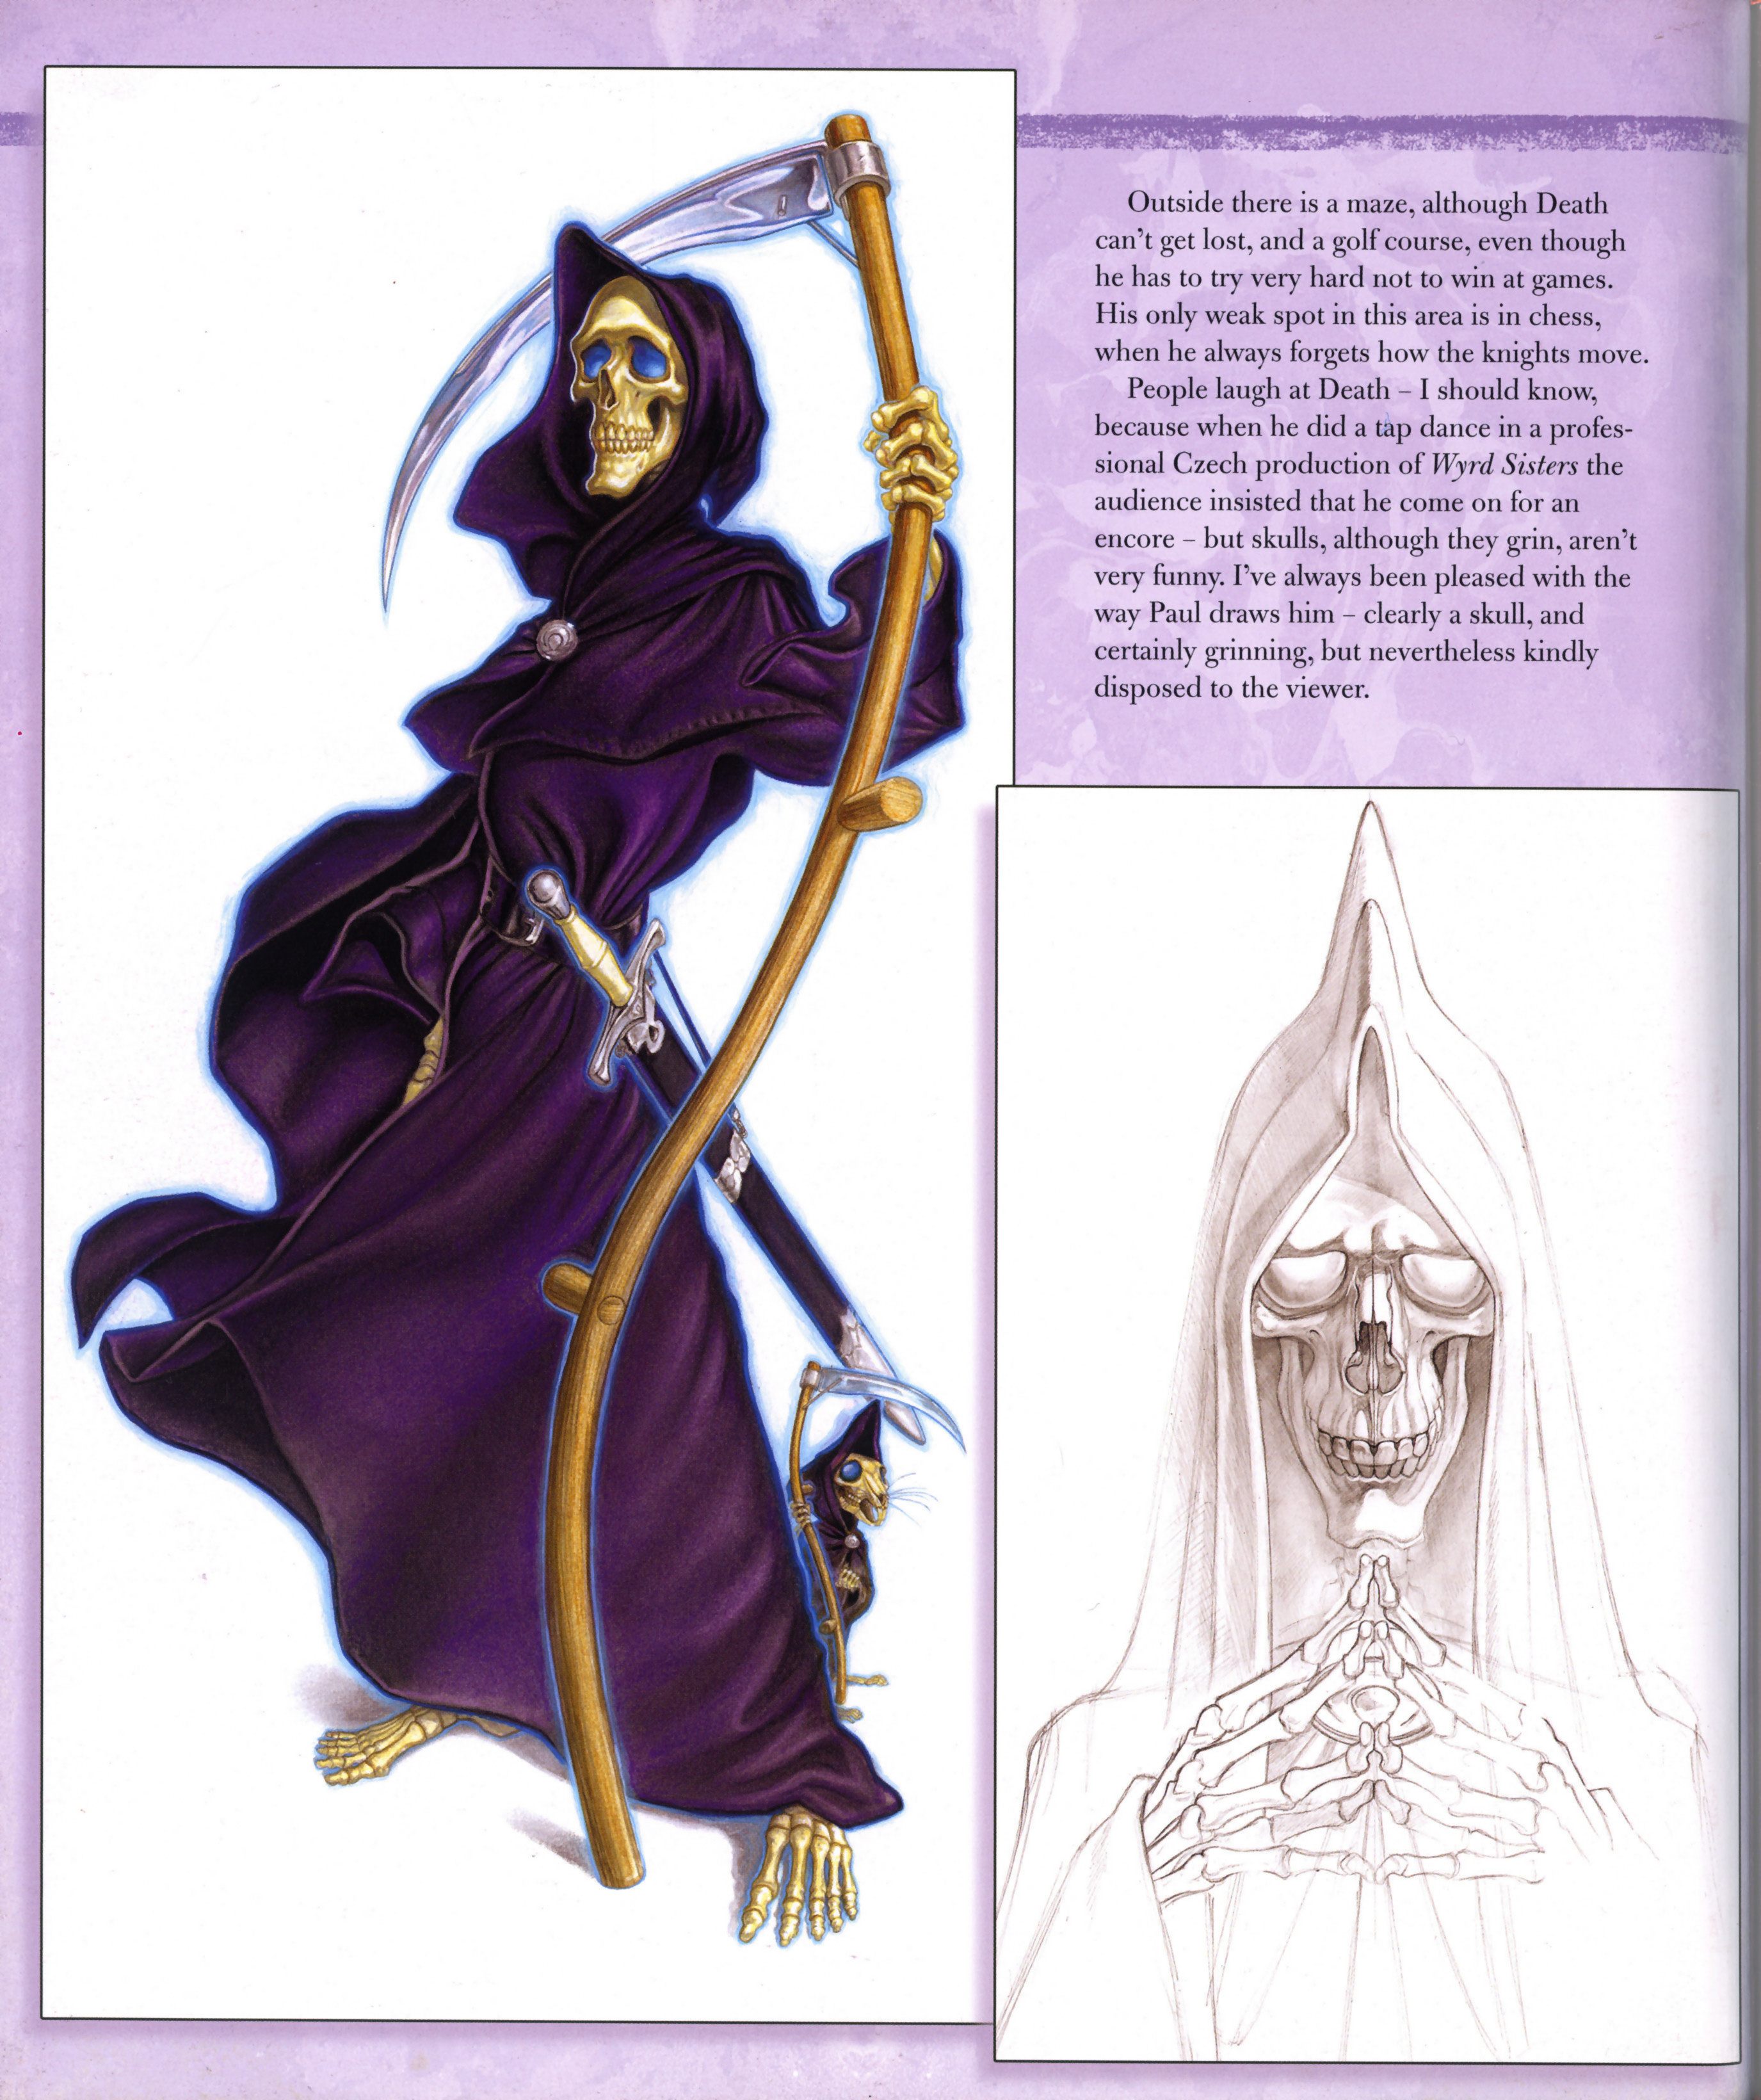 Outside there is a maze, although Death
can't get lost, and a golf course, even though
he has to try very hard not to win at games.
His only weak spot in this area is in chess,
when he always forgets how the knights move.
People laugh at Death – I should know,
because when he did a tap dance in a profes-
sional Czech production of Wyrd Sisters the
audience insisted that he come on for an
encore – but skulls, although they grin, aren't
very funny. I've always been pleased with the
way Paul draws him – clearly a skull, and
certainly grinning, but nevertheless kindly
disposed to the viewer.